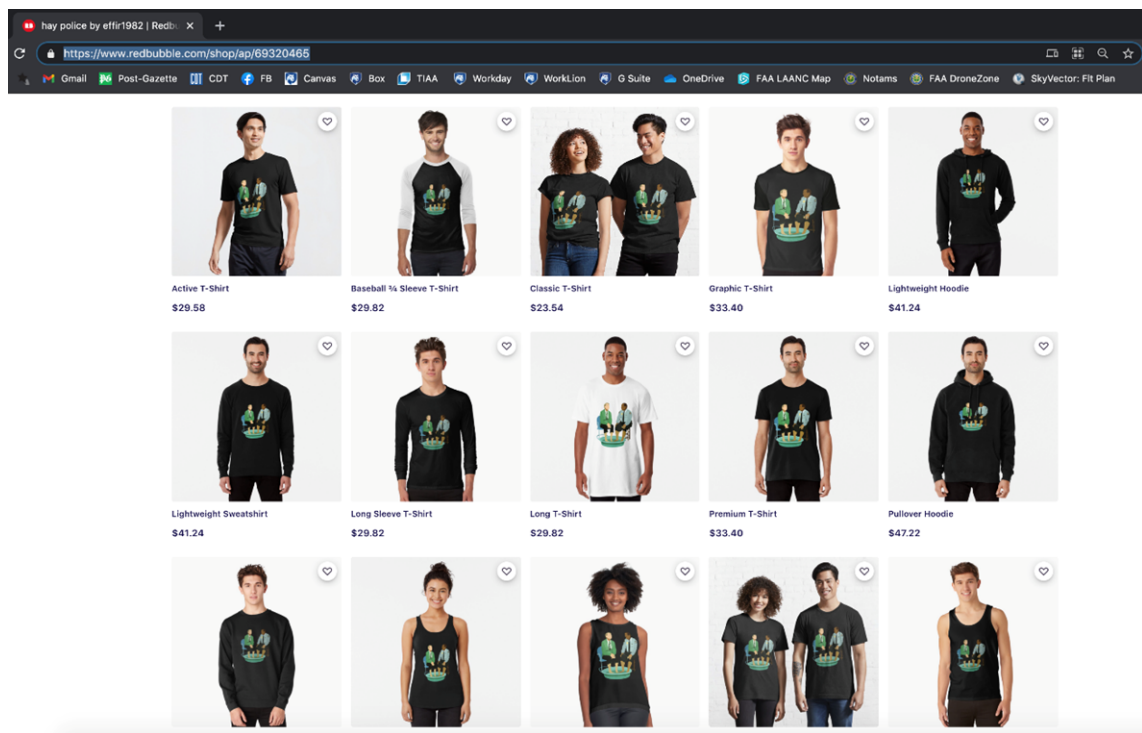 hay police by effir1982 | Redbu
https://www.redbubble.com/shop/ap/69320465
Gmail Post-Gazette CDT FB Canvas Box TIAA Workday WorkLion G Suite OneDrive FAA LAANC Map Notams FAA DroneZone SkyVector: Flt Plan
Active T-Shirt Baseball ¾ Sleeve T-Shirt Classic T-Shirt Graphic T-Shirt Lightweight Hoodie
$29.58 $29.82 $23.54 $33.40 $41.24
Lightweight Sweatshirt Long Sleeve T-Shirt Long T-Shirt Premium T-Shirt Pullover Hoodie
$41.24 $29.82 $29.82 $33.40 $47.22